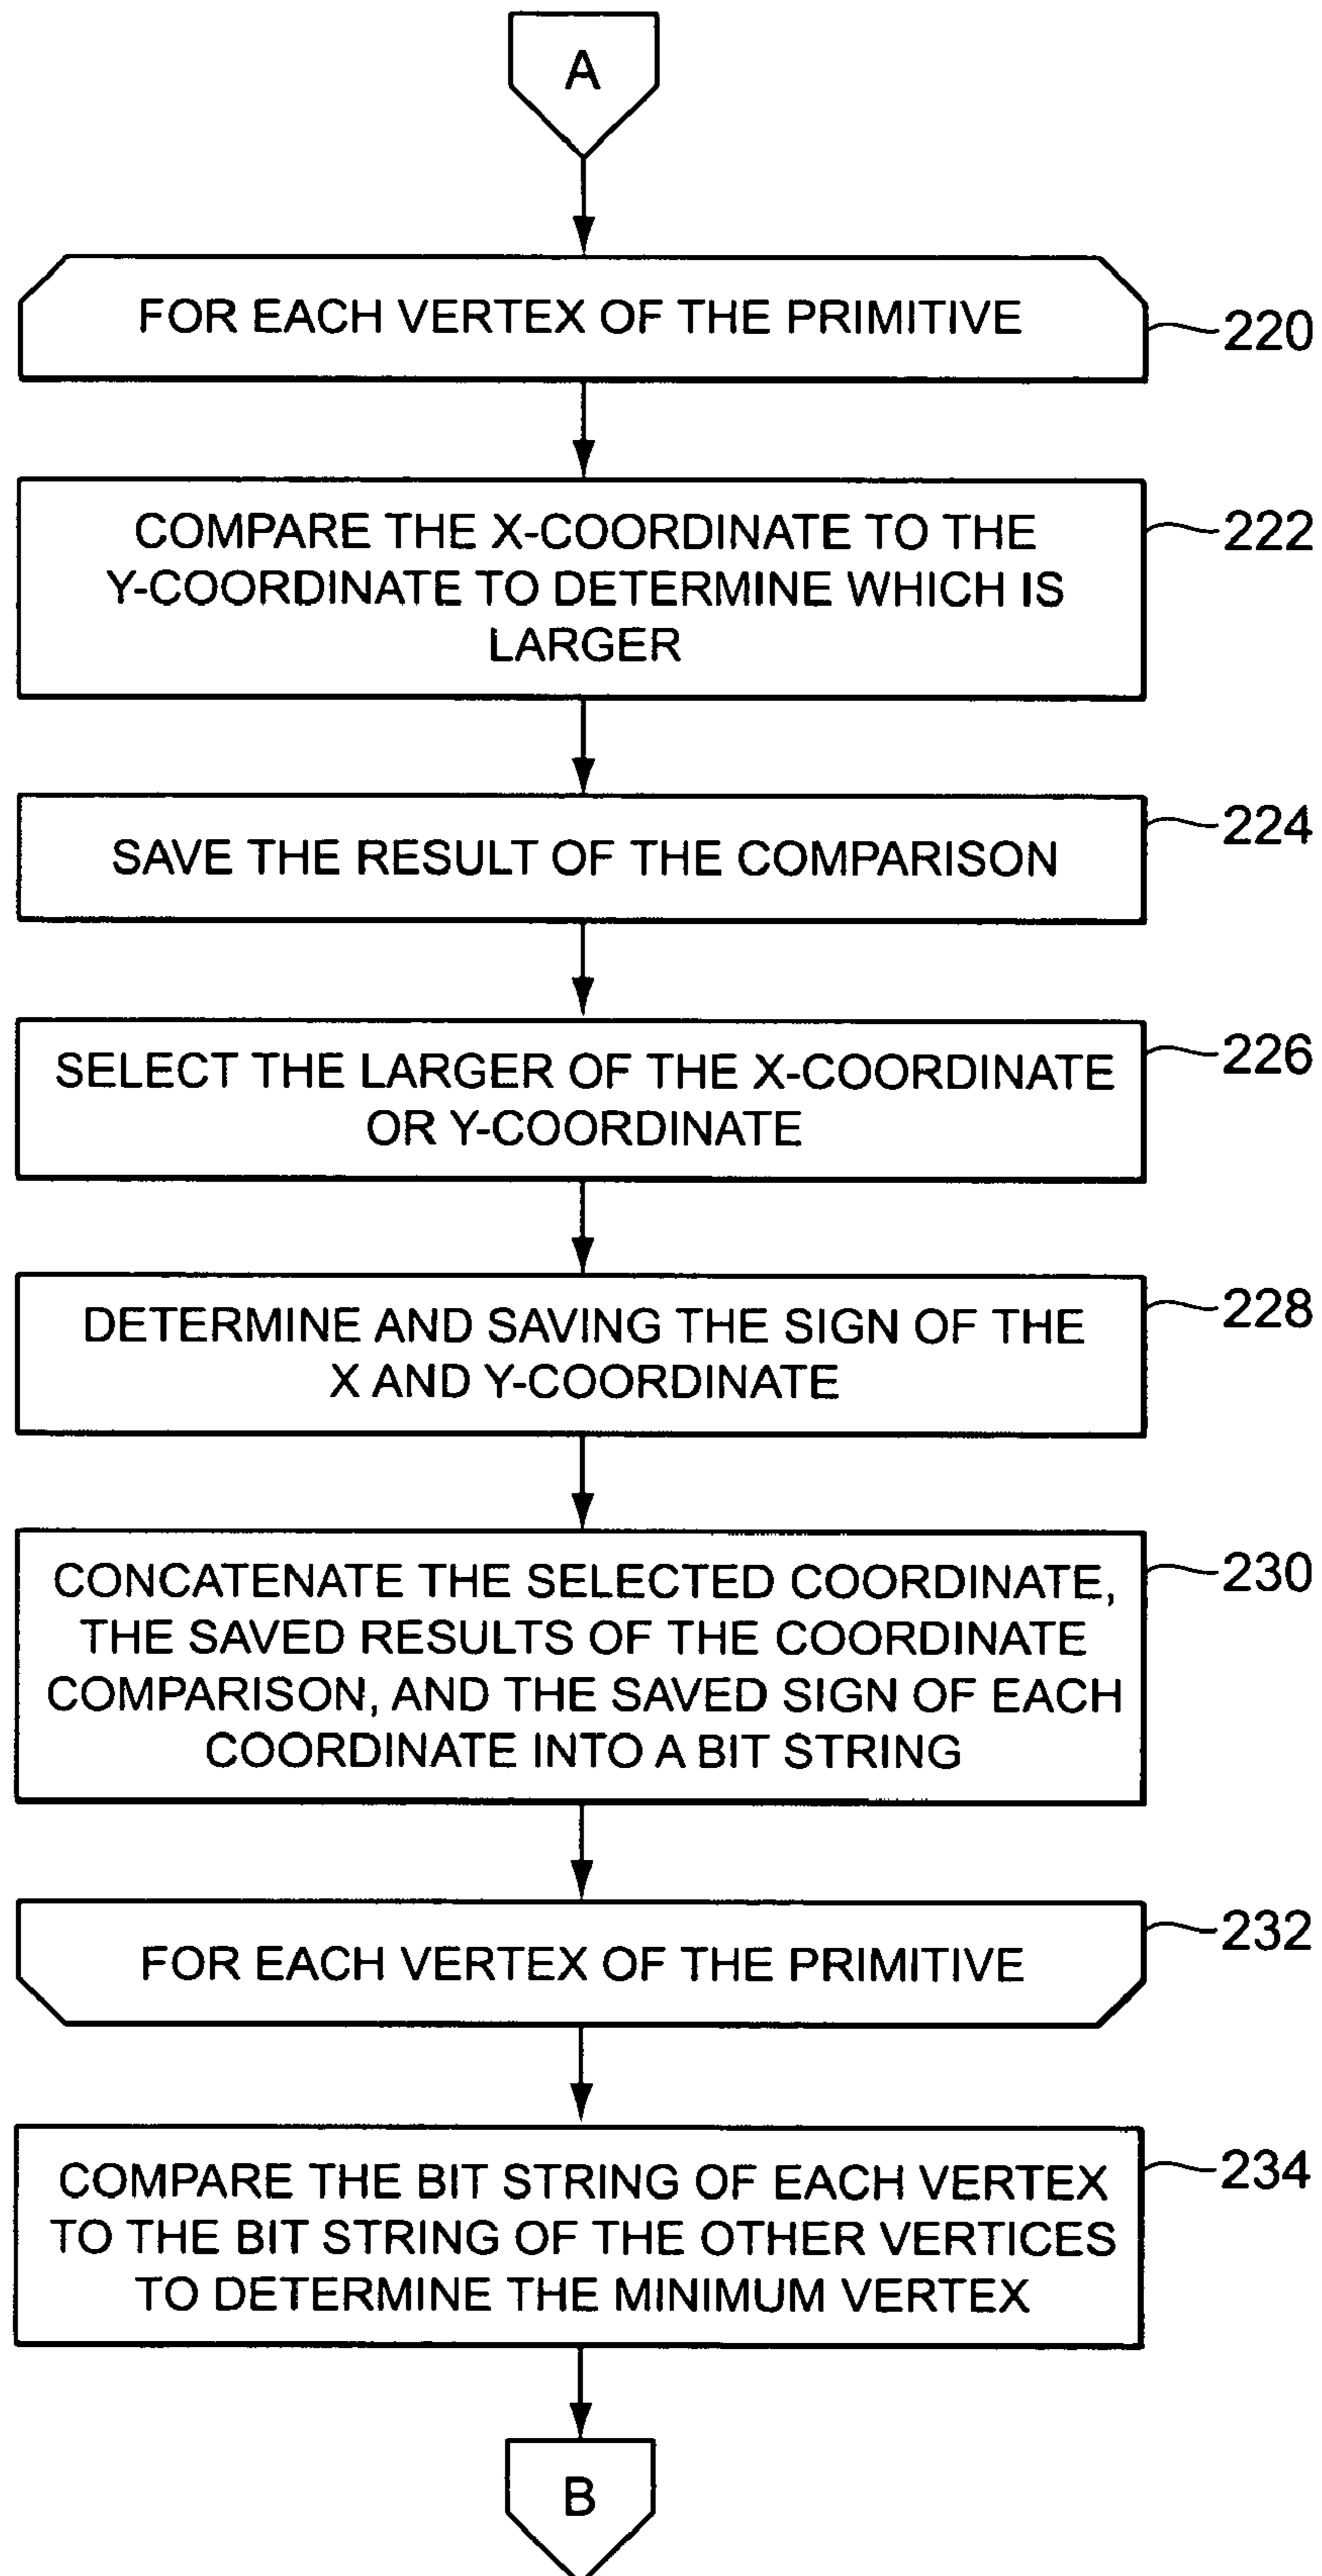 A
FOR EACH VERTEX OF THE PRIMITIVE
220
COMPARE THE X-COORDINATE TO THE
Y-COORDINATE TO DETERMINE WHICH IS
LARGER
222
SAVE THE RESULT OF THE COMPARISON
224
SELECT THE LARGER OF THE X-COORDINATE
OR Y-COORDINATE
226
DETERMINE AND SAVING THE SIGN OF THE
X AND Y-COORDINATE
228
CONCATENATE THE SELECTED COORDINATE,
THE SAVED RESULTS OF THE COORDINATE
COMPARISON, AND THE SAVED SIGN OF EACH
COORDINATE INTO A BIT STRING
230
FOR EACH VERTEX OF THE PRIMITIVE
232
COMPARE THE BIT STRING OF EACH VERTEX
TO THE BIT STRING OF THE OTHER VERTICES
TO DETERMINE THE MINIMUM VERTEX
234
B